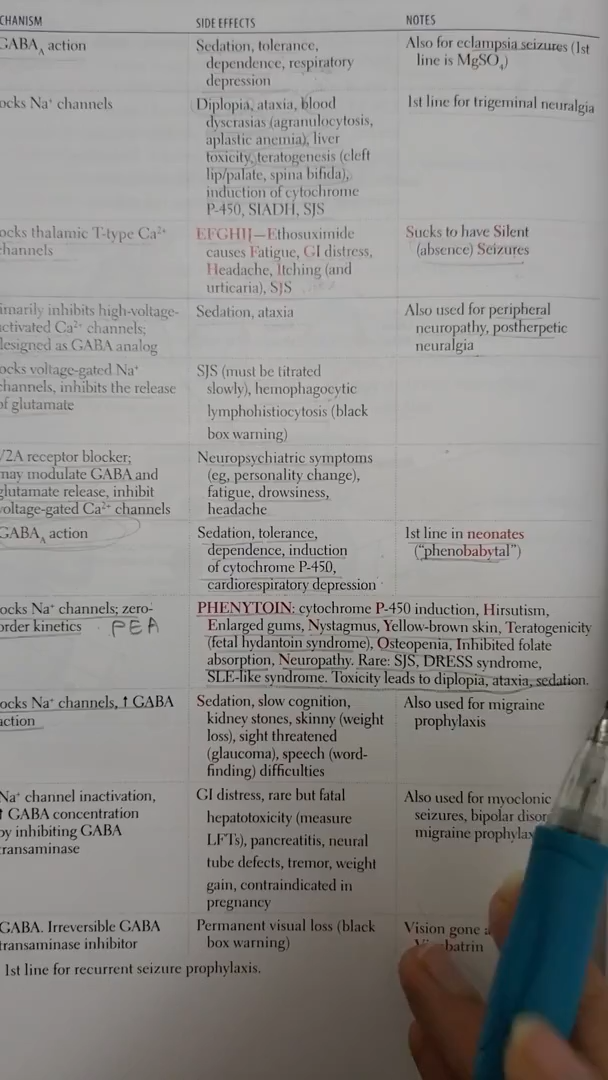 CHANISM SIDE EFFECTS NOTES
GABAA action Sedation, tolerance, Also for eclampsia seizures (1st
dependence, respiratory line is MgSO4)
depression
ocks Na+ channels Diplopia, ataxia, blood 1st line for trigeminal neuralgia
dyscrasias (agranulocytosis,
aplastic anemia), liver
toxicity, teratogenesis (cleft
lip/palate, spina bifida),
induction of cytochrome
P-450, SIADH, SJS
ocks thalamic T-type Ca2+ EFGHIJ—Ethosuximide Sucks to have Silent
channels causes Fatigue, GI distress, (absence) Seizures
Headache, Itching (and
urticaria), SJS
imarily inhibits high-voltage- Sedation, ataxia Also used for peripheral
activated Ca2+ channels; neuropathy, postherpetic
designed as GABA analog neuralgia
ocks voltage-gated Na+ SJS (must be titrated
channels, inhibits the release slowly), hemophagocytic
of glutamate lymphohistiocytosis (black
box warning)
V2A receptor blocker; Neuropsychiatric symptoms
may modulate GABA and (eg, personality change),
glutamate release, inhibit fatigue, drowsiness,
voltage-gated Ca2+ channels headache
GABAA action Sedation, tolerance, 1st line in neonates
dependence, induction ("phenobabytal")
of cytochrome P-450,
cardiorespiratory depression
ocks Na+ channels; zero- PHENYTOIN: cytochrome P-450 induction, Hirsutism,
order kinetics PEA Enlarged gums, Nystagmus, Yellow-brown skin, Teratogenicity
(fetal hydantoin syndrome), Osteopenia, Inhibited folate
absorption, Neuropathy. Rare: SJS, DRESS syndrome,
SLE-like syndrome. Toxicity leads to diplopia, ataxia, sedation.
ocks Na+ channels, ↑ GABA Sedation, slow cognition, Also used for migraine
action kidney stones, skinny (weight prophylaxis
loss), sight threatened
(glaucoma), speech (word-
finding) difficulties
Na+ channel inactivation, GI distress, rare but fatal Also used for myoclonic
↑ GABA concentration hepatotoxicity (measure seizures, bipolar disor
by inhibiting GABA LFTs), pancreatitis, neural migraine prophylax
transaminase tube defects, tremor, weight
gain, contraindicated in
pregnancy
GABA. Irreversible GABA Permanent visual loss (black Vision gone a
transaminase inhibitor box warning) batrin
1st line for recurrent seizure prophylaxis.